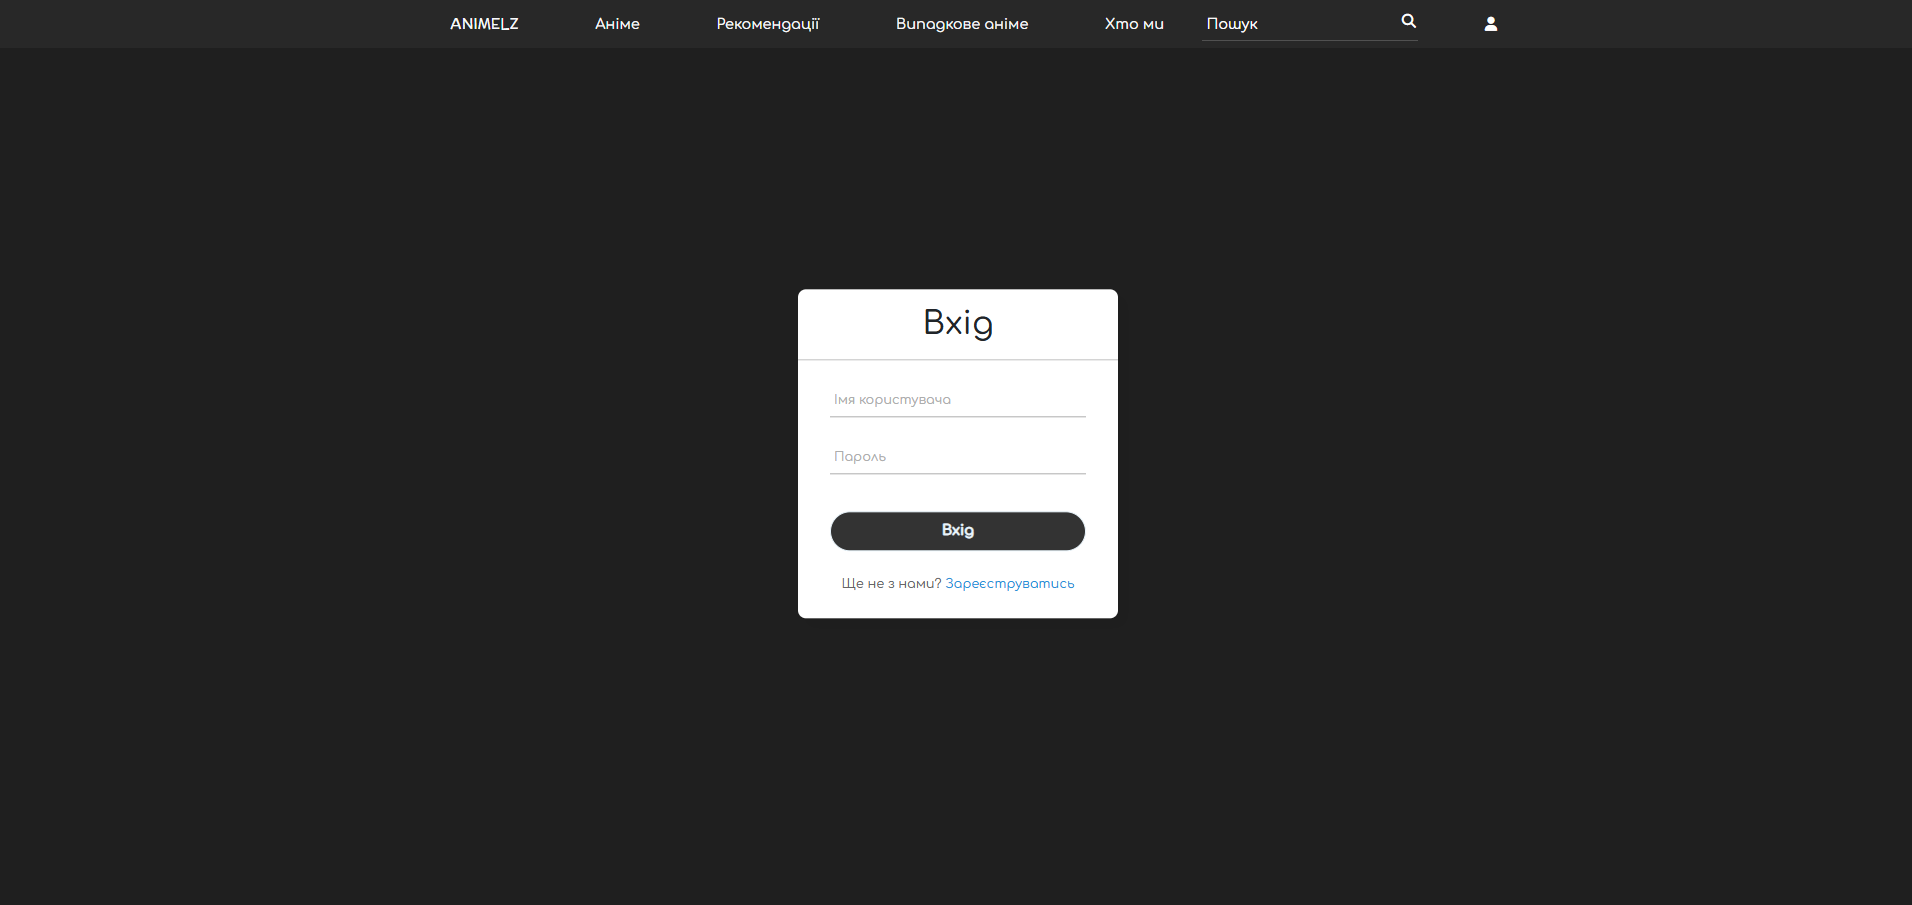 ANIMELZ Аніме Рекомендації Випадкове аніме Хто ми Пошук
Вхід
Імя користувача
Пароль
Вхід
Ще не з нами? Зареєструватись